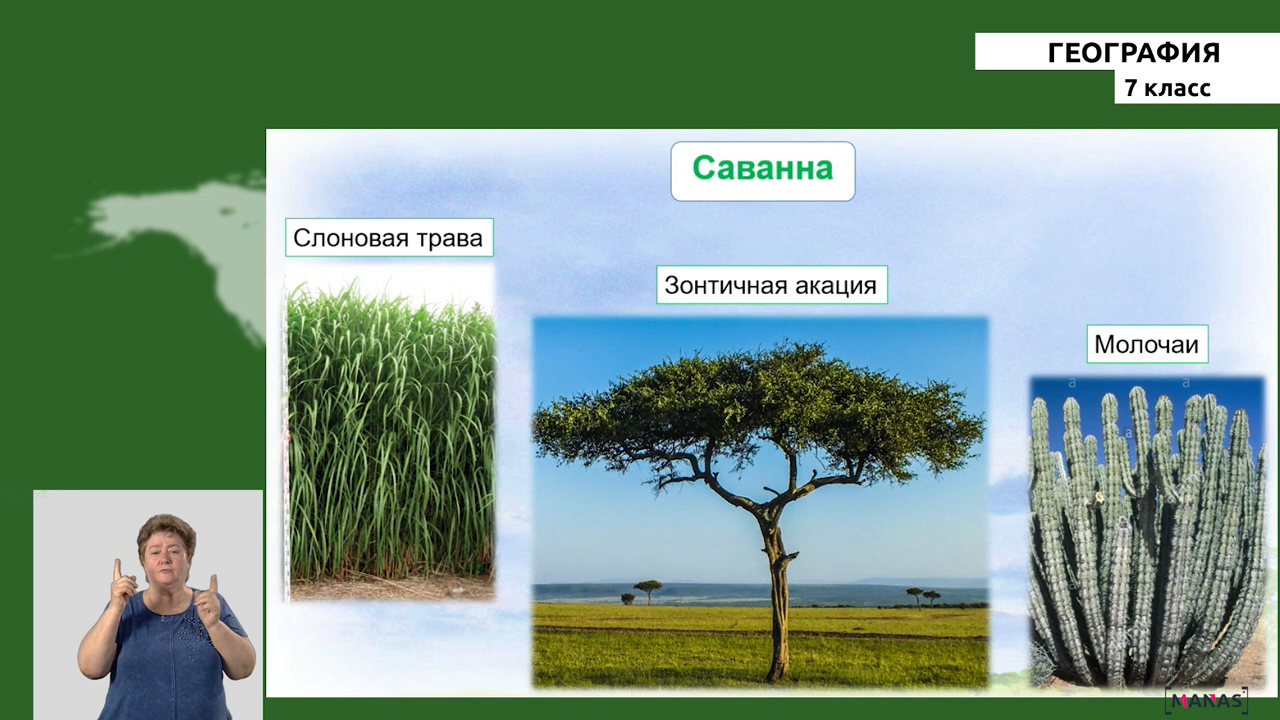 ГЕОГРАФИЯ
7 класс
Саванна
Слоновая трава
Зонтичная акация
Молочаи
a a
a
MANAS